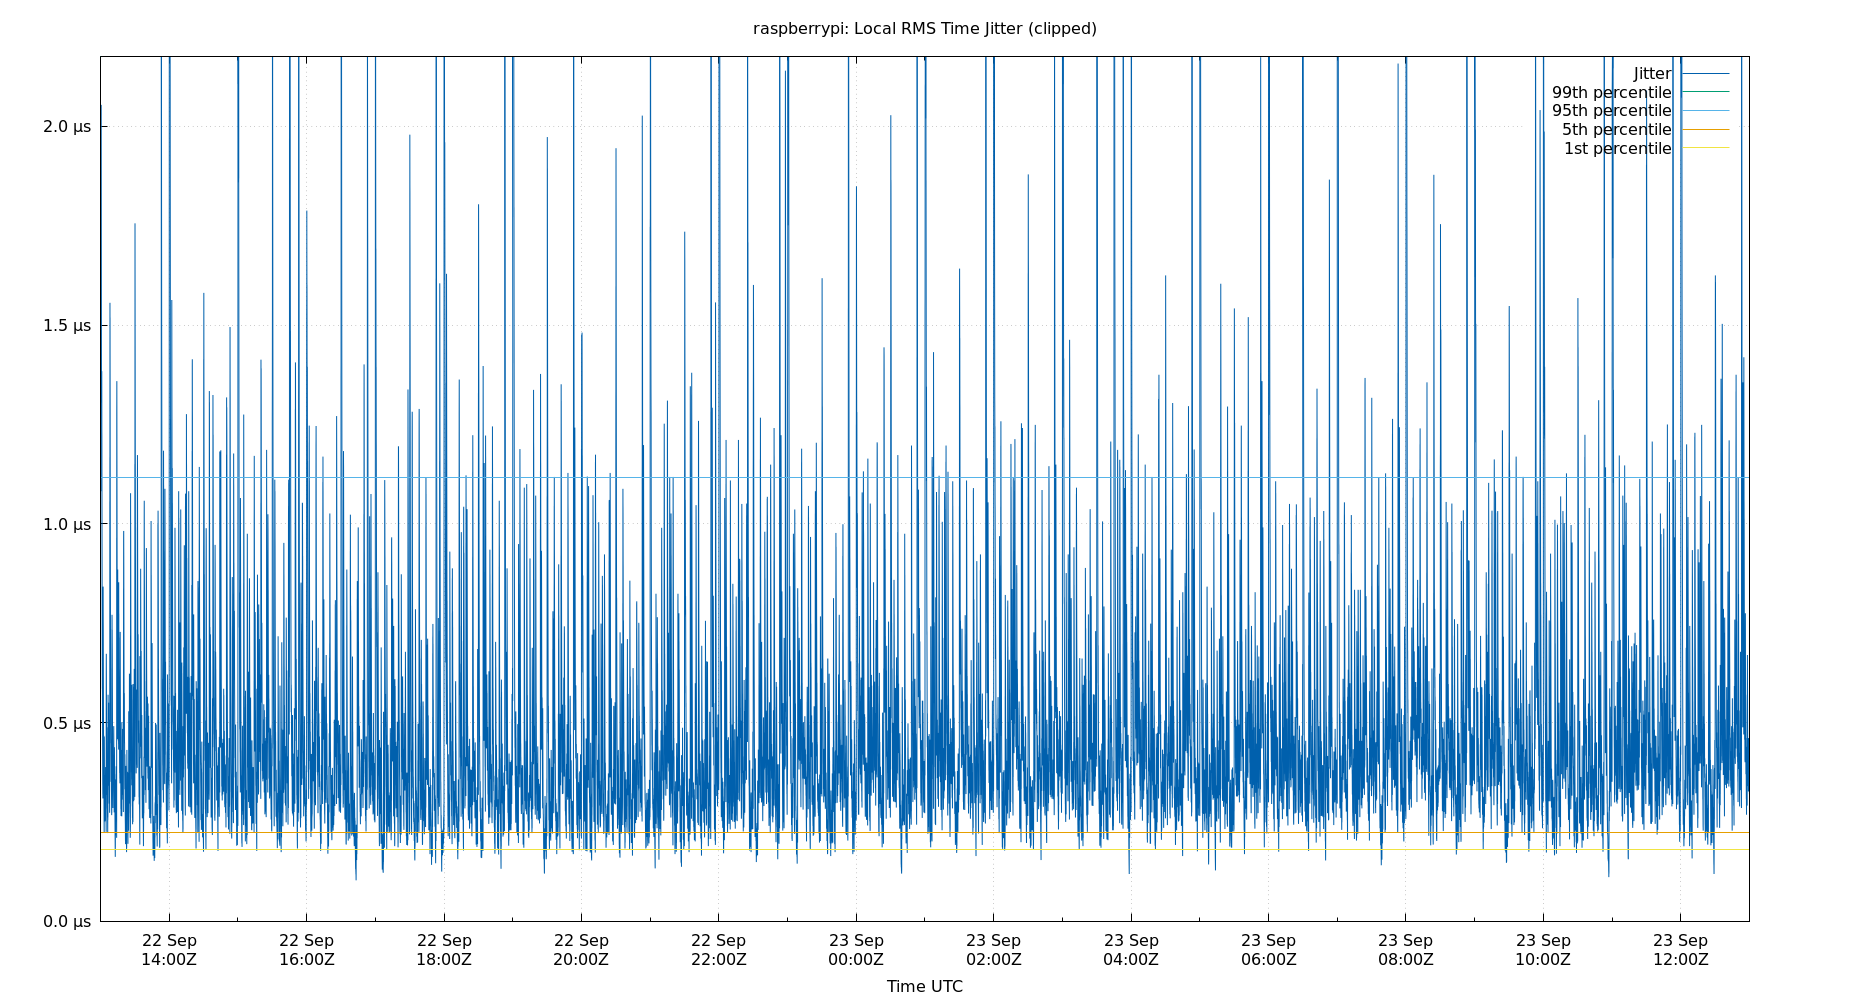 raspberrypi: Local RMS Time Jitter (clipped)
Jitter
99th percentile
95th percentile
5th percentile
1st percentile
2.0 µs
1.5 µs
1.0 µs
0.5 µs
0.0 µs
22 Sep 22 Sep 22 Sep 22 Sep 22 Sep 23 Sep 23 Sep 23 Sep 23 Sep 23 Sep 23 Sep 23 Sep
14:00Z 16:00Z 18:00Z 20:00Z 22:00Z 00:00Z 02:00Z 04:00Z 06:00Z 08:00Z 10:00Z 12:00Z
Time UTC